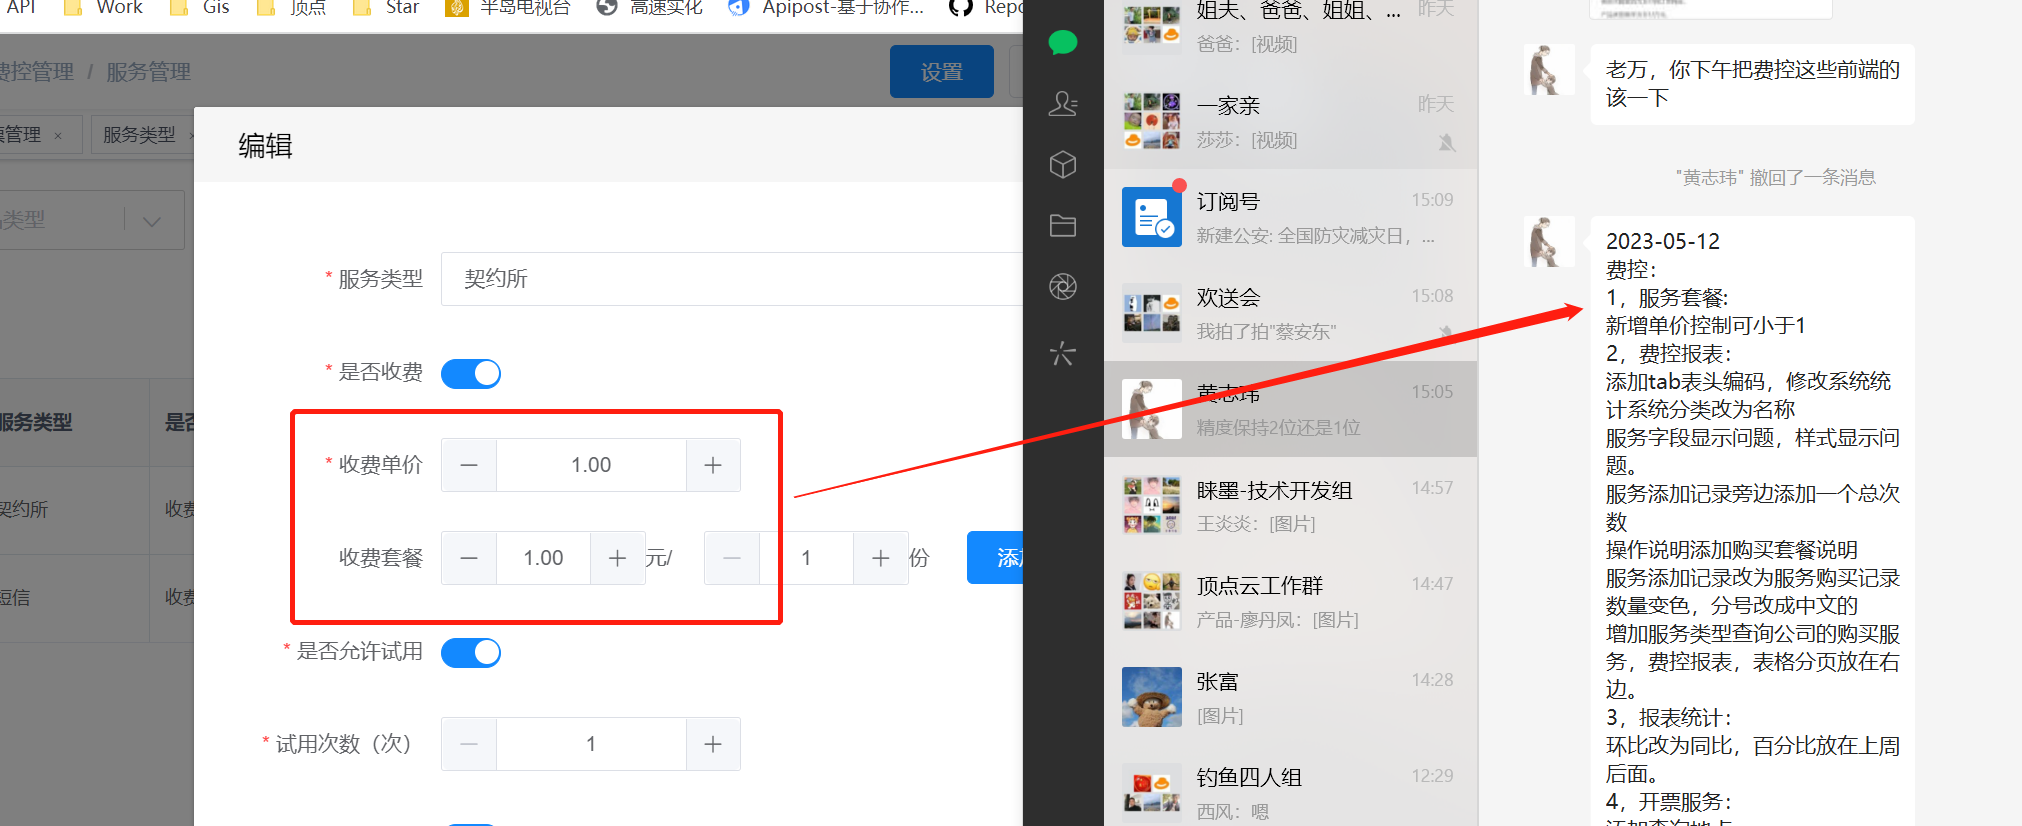 API
Work
Gis
顶点
Star
半岛电视台
高速实化
Apipost-基于协作...
Repo
费控管理 / 服务管理
设置
管理 ×
服务类型 ×
类型
服务类型
是否
契约所
收费
短信
收费
编辑
* 服务类型
契约所
* 是否收费
* 收费单价
1.00
收费套餐
1.00
元/
1
份
添加
* 是否允许试用
* 试用次数（次）
1
姐夫、爸爸、姐姐、...
昨天
爸爸：[视频]
一家亲
昨天
莎莎：[视频]
订阅号
15:09
新建公安: 全国防灾减灾日，...
欢送会
15:08
我拍了拍"蔡安东"
黄志玮
15:05
精度保持2位还是1位
睐墨-技术开发组
14:57
王炎炎：[图片]
顶点云工作群
14:47
产品-廖丹凤：[图片]
张富
14:28
[图片]
钓鱼四人组
12:29
西风：嗯
老万，你下午把费控这些前端的
该一下
"黄志玮" 撤回了一条消息
2023-05-12
费控：
1，服务套餐:
新增单价控制可小于1
2，费控报表：
添加tab表头编码，修改系统统
计系统分类改为名称
服务字段显示问题，样式显示问
题。
服务添加记录旁边添加一个总次
数
操作说明添加购买套餐说明
服务添加记录改为服务购买记录
数量变色，分号改成中文的
增加服务类型查询公司的购买服
务，费控报表，表格分页放在右
边。
3，报表统计：
环比改为同比，百分比放在上周
后面。
4，开票服务：